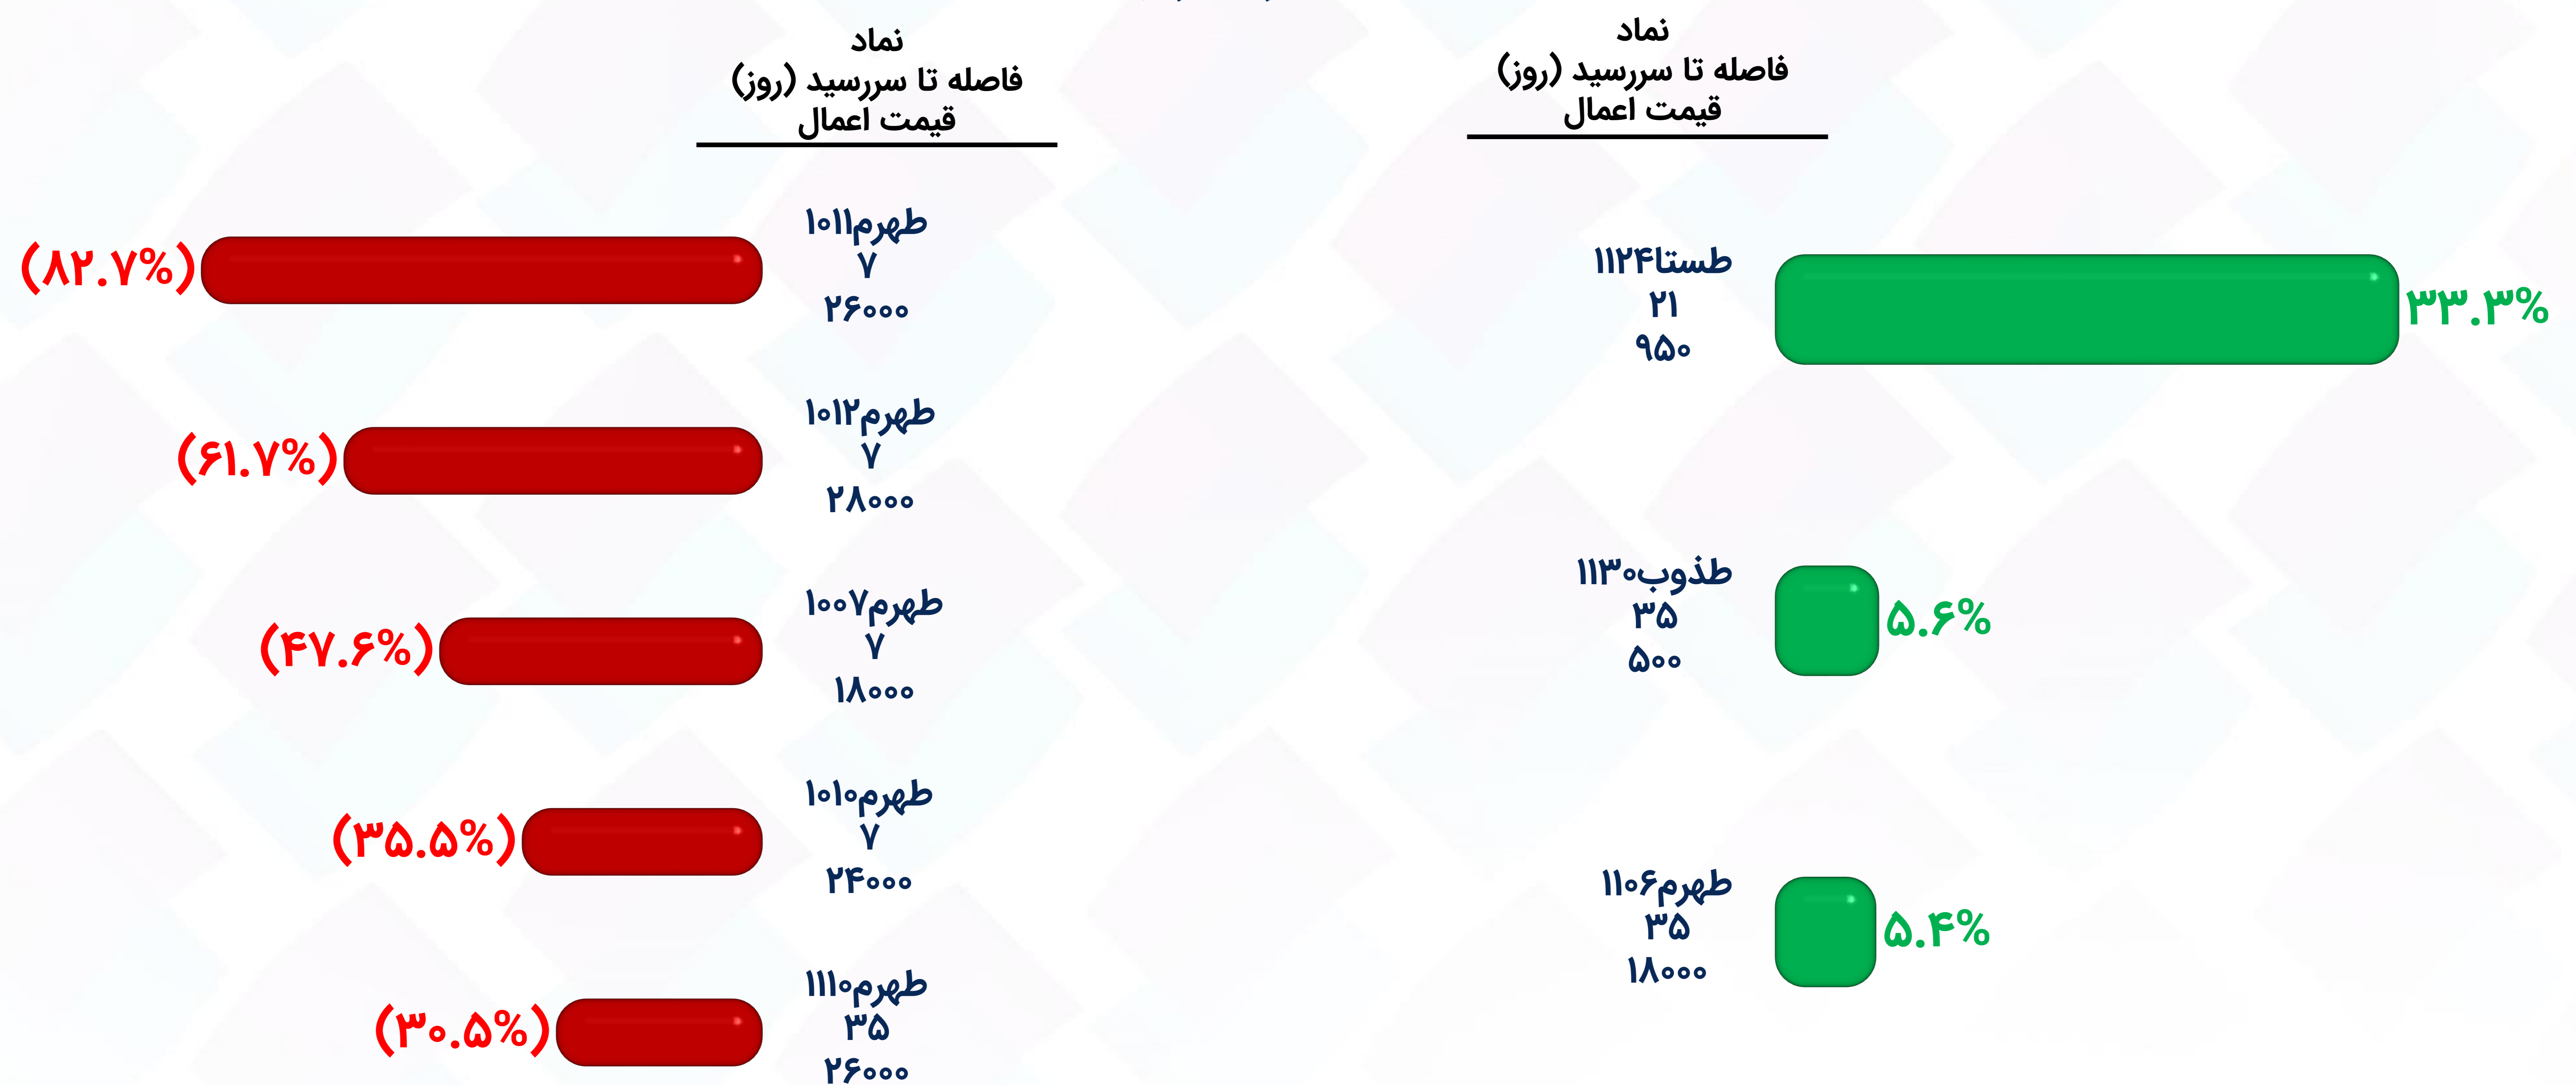 نماد
فاصله تا سررسید (روز)
قیمت اعمال
طستا۱۱۲۴
۲۱
۹۵۰
۳۳.۳%
طذوب۱۱۳۰
۳۵
۵۰۰
۵.۶%
طهرم۱۱۰۶
۳۵
۱۸۰۰۰
۵.۴%
نماد
فاصله تا سررسید (روز)
قیمت اعمال
طهرم۱۰۱۱
۷
۲۶۰۰۰
(۸۲.۷%)
طهرم۱۰۱۲
۷
۲۸۰۰۰
(۶۱.۷%)
طهرم۱۰۰۷
۷
۱۸۰۰۰
(۴۷.۶%)
طهرم۱۰۱۰
۷
۲۴۰۰۰
(۳۵.۵%)
طهرم۱۱۱۰
۳۵
۲۶۰۰۰
(۳۰.۵%)